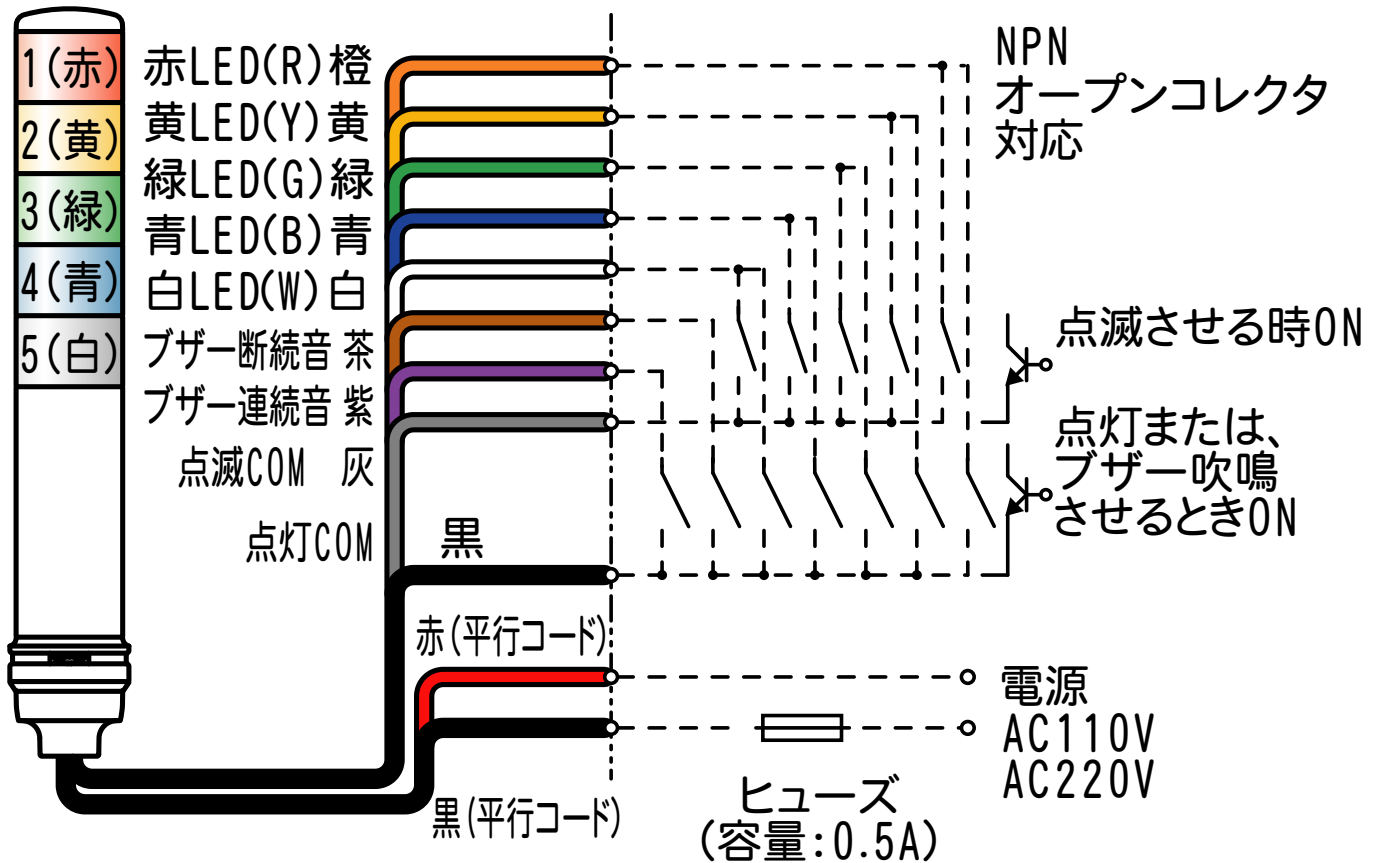 1(赤)
2(黄)
3(緑)
4(青)
5(白)
赤LED(R)橙
黄LED(Y)黄
緑LED(G)緑
青LED(B)青
白LED(W)白
ブザー断続音 茶
ブザー連続音 紫
点滅COM 灰
点灯COM 黒
赤(平行コード)
黒(平行コード)
NPN
オープンコレクタ
対応
点滅させる時ON
点灯または、
ブザー吹鳴
させるときON
電源
AC110V
AC220V
ヒューズ
(容量:0.5A)